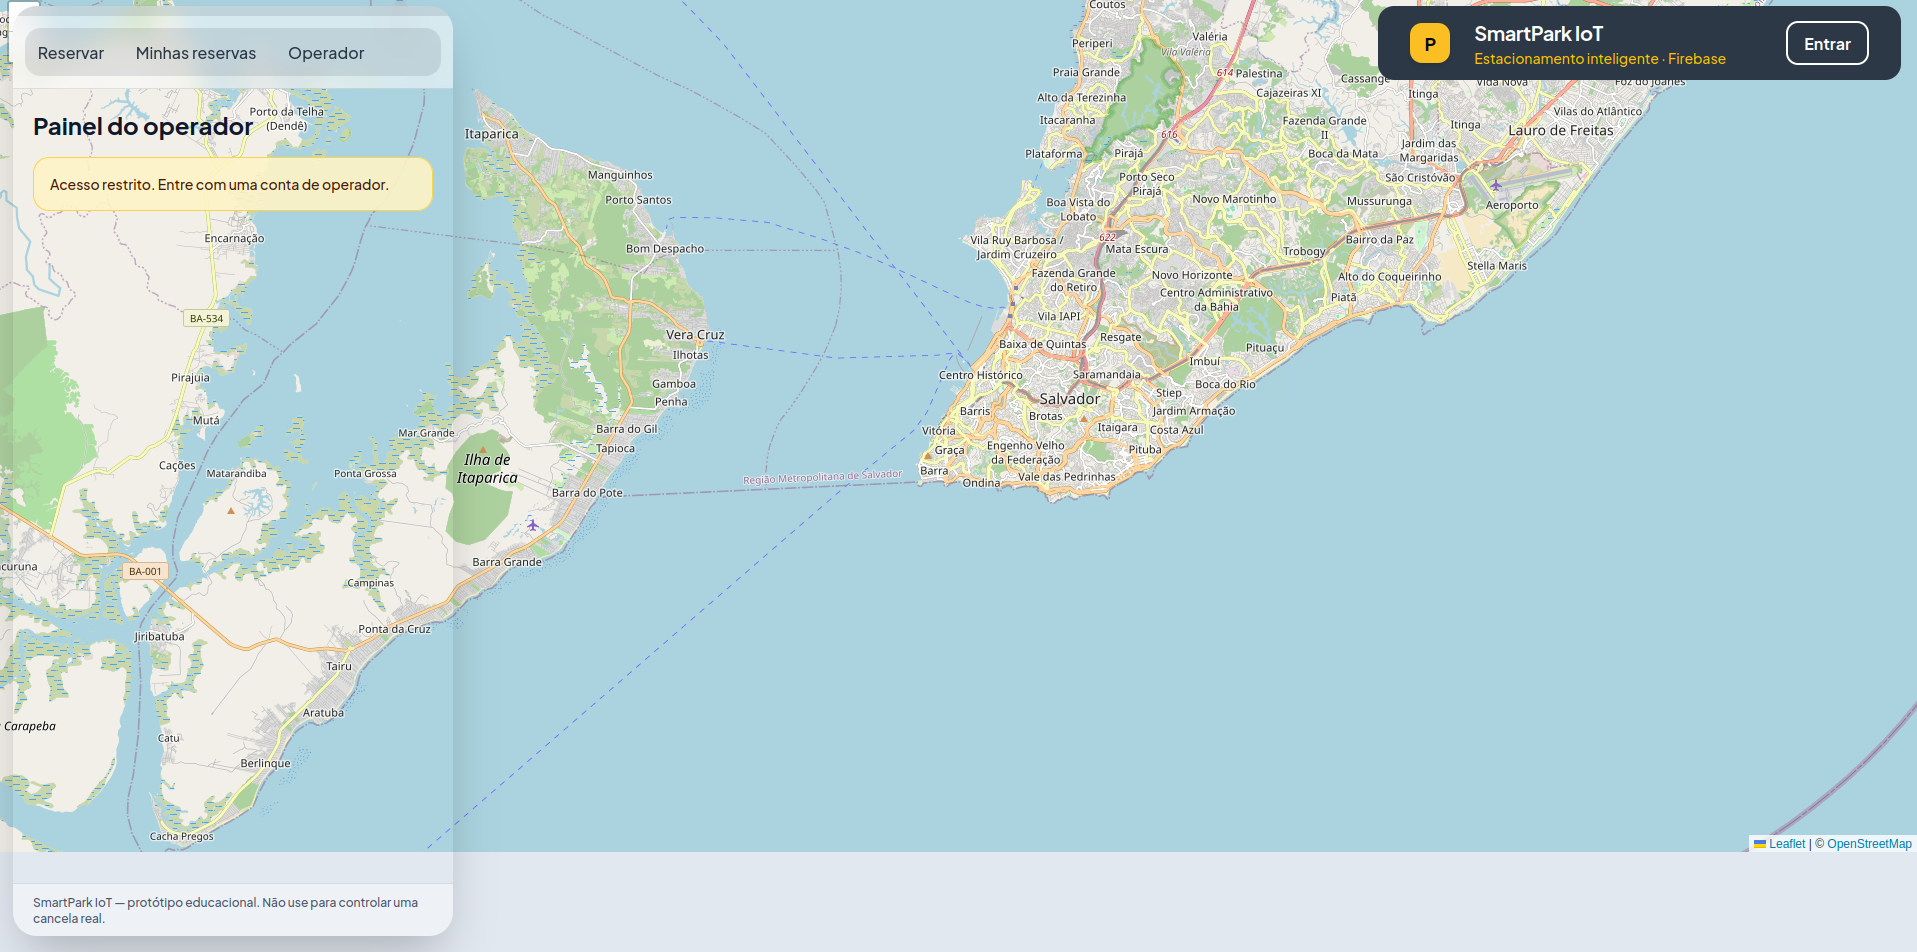 Reservar
Minhas reservas
Operador
Painel do operador
Acesso restrito. Entre com uma conta de operador.
SmartPark IoT — protótipo educacional. Não use para controlar uma
cancela real.
P
SmartPark IoT
Estacionamento inteligente · Firebase
Entrar
Porto da Telha
(Dendê)
Encarnação
BA-534
Pirajuia
Mutá
Cações
Matarandiba
Ponta Grossa
Mar Grande
BA-001
Campinas
Jiribatuba
Ponta da Cruz
Tairu
Aratuba
Catu
Berlinque
Cacha Pregos
Carapeba
curuna
Itaparica
Manguinhos
Porto Santos
Bom Despacho
Vera Cruz
Ilhotas
Gamboa
Penha
Barra do Gil
Tapioca
Ilha de
Itaparica
Barra do Pote
Barra Grande
Região Metropolitana de Salvador
Coutos
Periperi
Valéria
Vila Valéria
Praia Grande
614
Palestina
Cassange
Itinga
Vida Nova
Foz do Joanes
Alto da Terezinha
Cajazeiras XI
Vilas do Atlântico
Itacaranha
616
Fazenda Grande
II
Itinga
Lauro de Freitas
Plataforma
Pirajá
Boca da Mata
Jardim das
Margaridas
Porto Seco
Pirajá
São Cristóvão
Boa Vista do
Lobato
Novo Marotinho
Mussurunga
Aeroporto
Vila Ruy Barbosa /
Jardim Cruzeiro
622
Mata Escura
Trobogy
Bairro da Paz
Stella Maris
Fazenda Grande
do Retiro
Novo Horizonte
Alto do Coqueirinho
Centro Administrativo
da Bahia
Piatã
Vila IAPI
Baixa de Quintas
Resgate
Pituaçu
Imbuí
Centro Histórico
Saramandaia
Boca do Rio
Salvador
Stiep
Barris
Brotas
Jardim Armação
Vitória
Itaigara
Costa Azul
Graça
Engenho Velho
da Federação
Pituba
Barra
Ondina
Vale das Pedrinhas
Leaflet | © OpenStreetMap